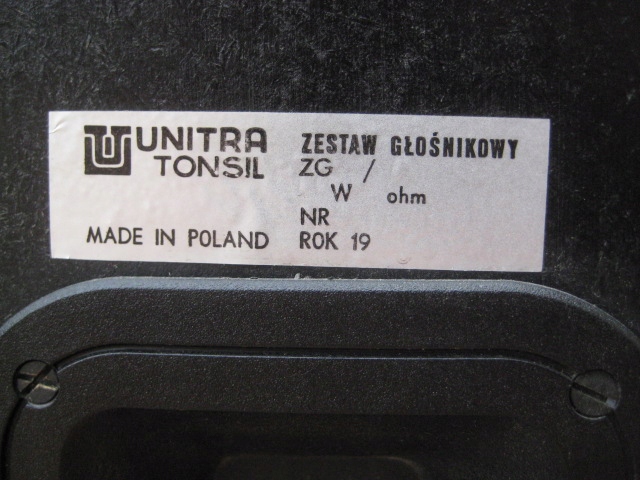 UNITRA
TONSIL
MADE IN POLAND
ZESTAW GŁOŚNIKOWY
ZG /
W ohm
NR
ROK 19